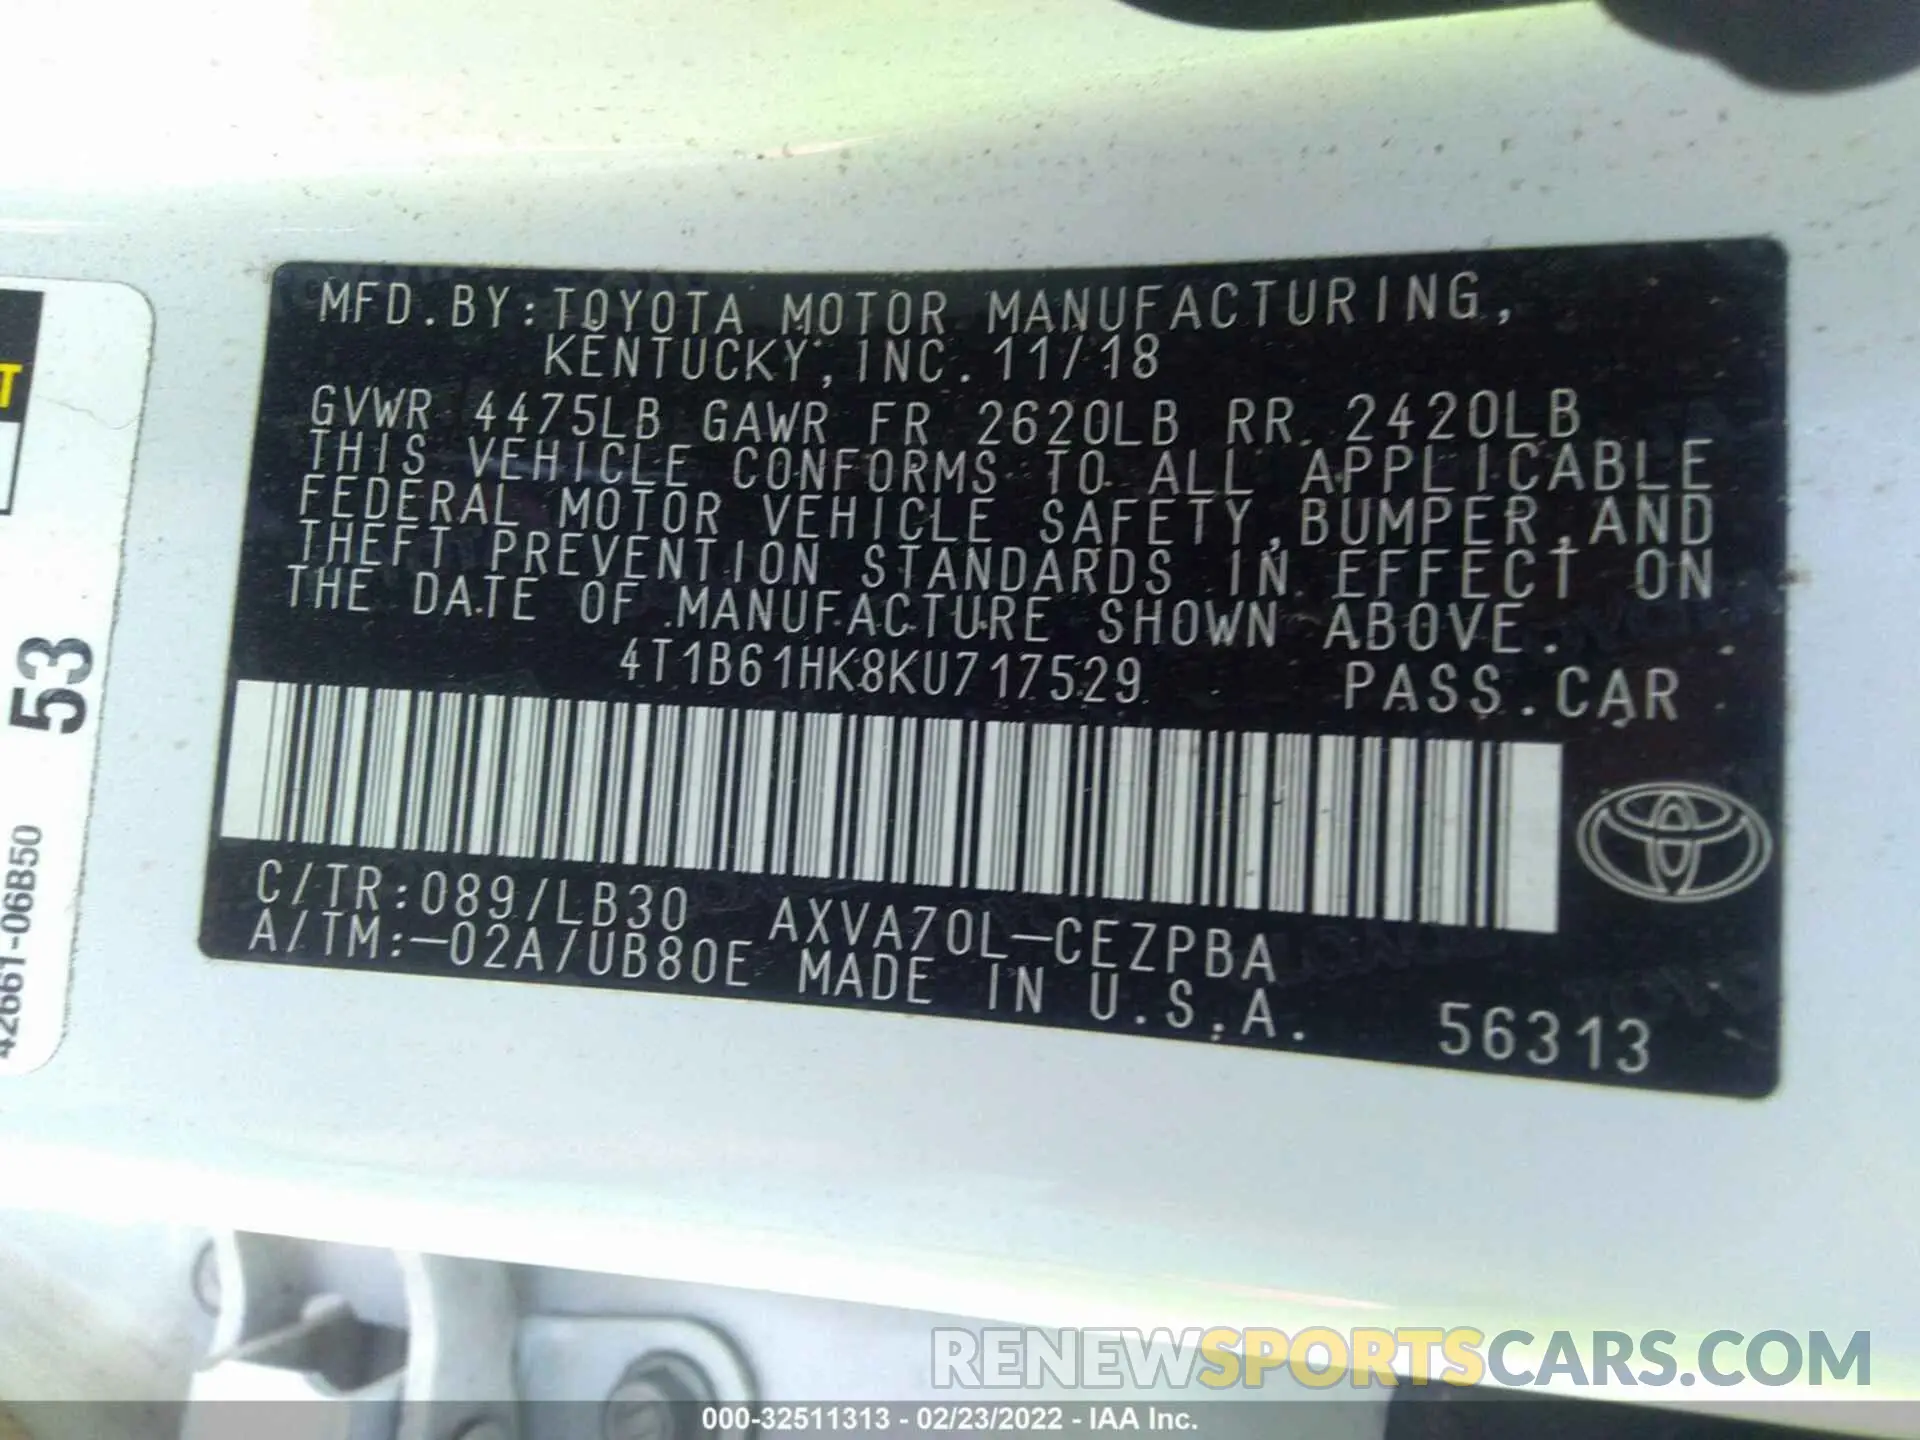 MFD.BY:TOYOTA MOTOR MANUFACTURING,
KENTUCKY,INC. 11/18
GVWR 4475LB GAWR FR 2620LB RR 2420LB
THIS VEHICLE CONFORMS TO ALL APPLICABLE
FEDERAL MOTOR VEHICLE SAFETY,BUMPER,AND
THEFT PREVENTION STANDARDS IN EFFECT ON
THE DATE OF MANUFACTURE SHOWN ABOVE.
4T1B61HK8KU717529 PASS.CAR
C/TR:089/LB30 AXVA70L-CEZPBA
A/TM:-02A/UB80E MADE IN U.S.A. 56313
T
53
42661-06B50
RENEWSPORTSCARS.COM
000-32511313 - 02/23/2022 - IAA Inc.